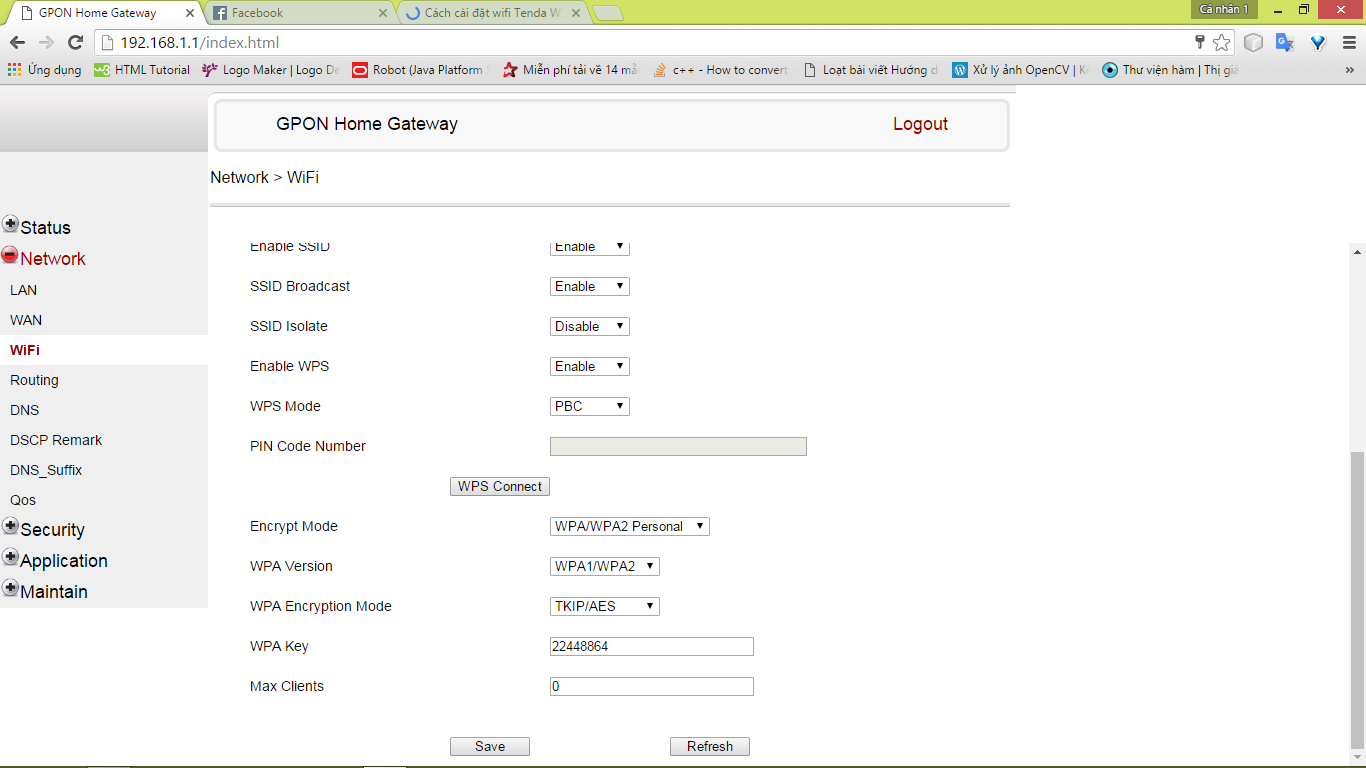 GPON Home Gateway
Facebook
Cách cài đặt wifi Tenda W
Cá nhân 1
192.168.1.1/index.html
Ứng dụng
HTML Tutorial
Logo Maker | Logo De
Robot (Java Platform
Miễn phí tải về 14 mẫ
c++ - How to convert
Loạt bài viết Hướng d
Xử lý ảnh OpenCV | K
Thư viện hàm | Thị giá
»
GPON Home Gateway
Logout
Network > WiFi
Status
Network
LAN
WAN
WiFi
Routing
DNS
DSCP Remark
DNS_Suffix
Qos
Security
Application
Maintain
Enable SSID Enable
SSID Broadcast Enable
SSID Isolate Disable
Enable WPS Enable
WPS Mode PBC
PIN Code Number
WPS Connect
Encrypt Mode WPA/WPA2 Personal
WPA Version WPA1/WPA2
WPA Encryption Mode TKIP/AES
WPA Key 22448864
Max Clients 0
Save Refresh